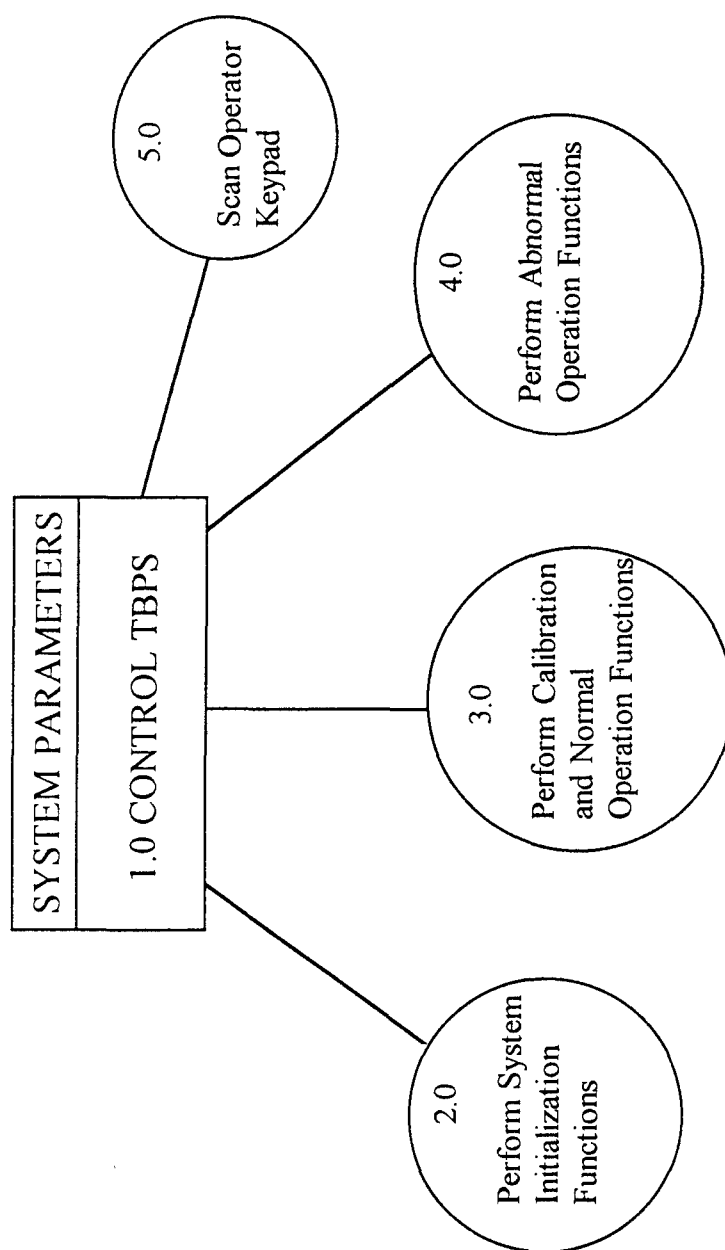 SYSTEM PARAMETERS
1.0 CONTROL TBPS
2.0
Perform System
Initialization
Functions
3.0
Perform Calibration
and Normal
Operation Functions
4.0
Perform Abnormal
Operation Functions
5.0
Scan Operator
Keypad